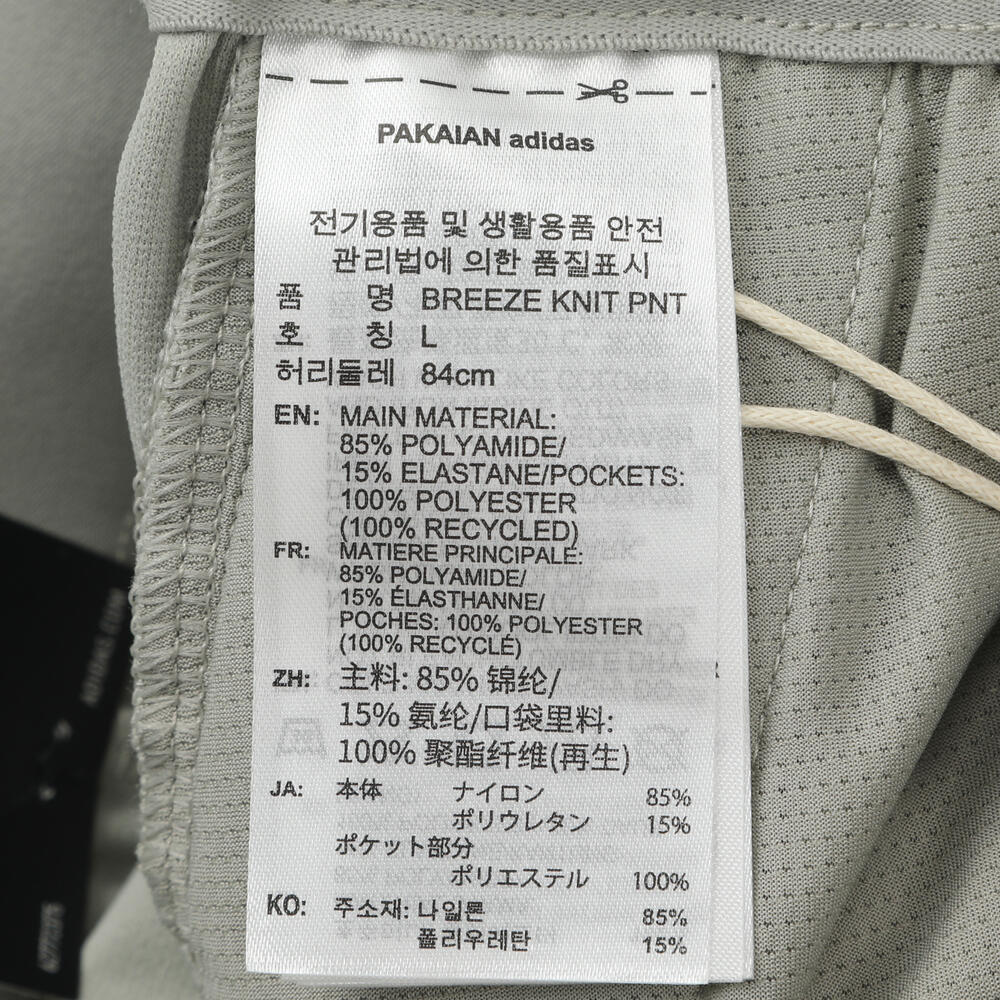 PAKAIAN adidas
전기용품 및 생활용품 안전
관리법에 의한 품질표시
품 명 BREEZE KNIT PNT
호 칭 L
허리둘레 84cm
EN: MAIN MATERIAL:
85% POLYAMIDE/
15% ELASTANE/POCKETS:
100% POLYESTER
(100% RECYCLED)
FR: MATIERE PRINCIPALE:
85% POLYAMIDE/
15% ÉLASTHANNE/
POCHES: 100% POLYESTER
(100% RECYCLÉ)
ZH: 主料: 85% 锦纶/
15% 氨纶/口袋里料:
100% 聚酯纤维(再生)
JA: 本体 ナイロン 85%
ポリウレタン 15%
ポケット部分
ポリエステル 100%
KO: 주소재: 나일론 85%
폴리우레탄 15%